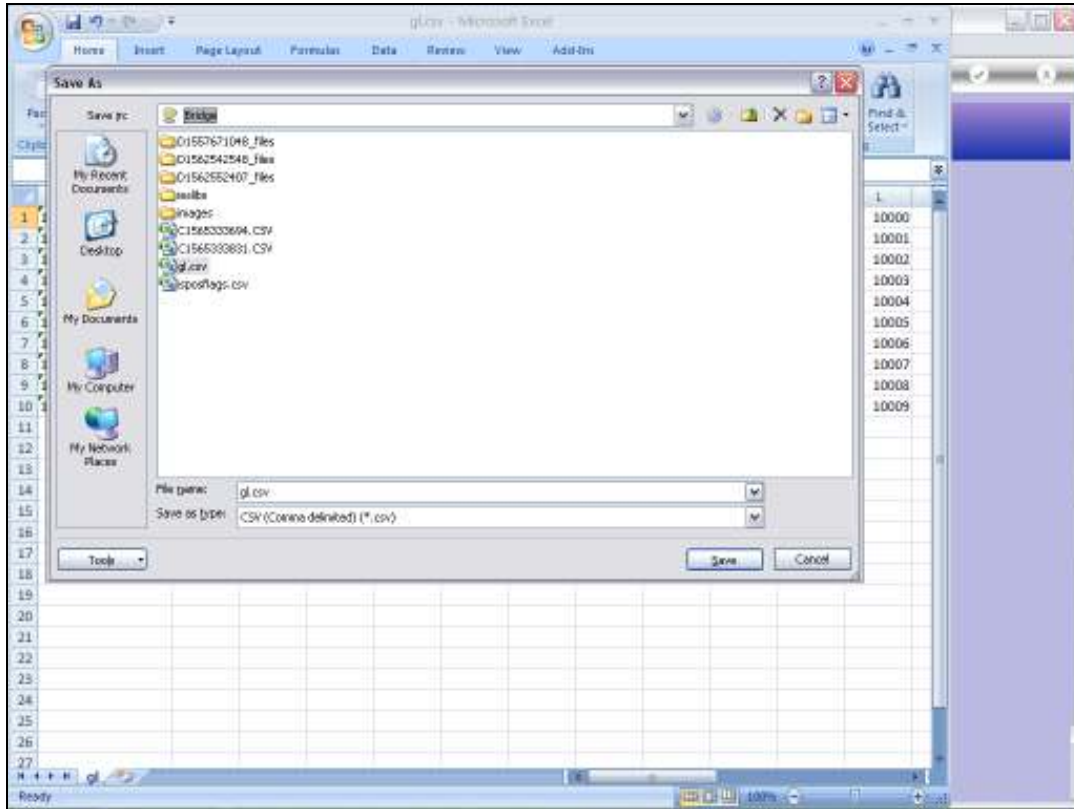 gl.csv - Microsoft Excel
Home Insert Page Layout Formulas Data Review View Add-Ins
Save As
Save in: Bridge
Find &
Select
My Recent
Documents
Desktop
My Documents
My Computer
My Network
Places
D1557671048_files
D1562542548_files
D1562552407_files
images
C1565333694.CSV
C1565333831.CSV
gl.csv
sposflags.csv
File name: gl.csv
Save as type: CSV (Comma delimited) (*.csv)
Tools Save Cancel
L
1 10000
2 10001
3 10002
4 10003
5 10004
6 10005
7 10006
8 10007
9 10008
10 10009
11
12
13
14
15
16
17
18
19
20
21
22
23
24
25
26
27
gl
Ready 100%